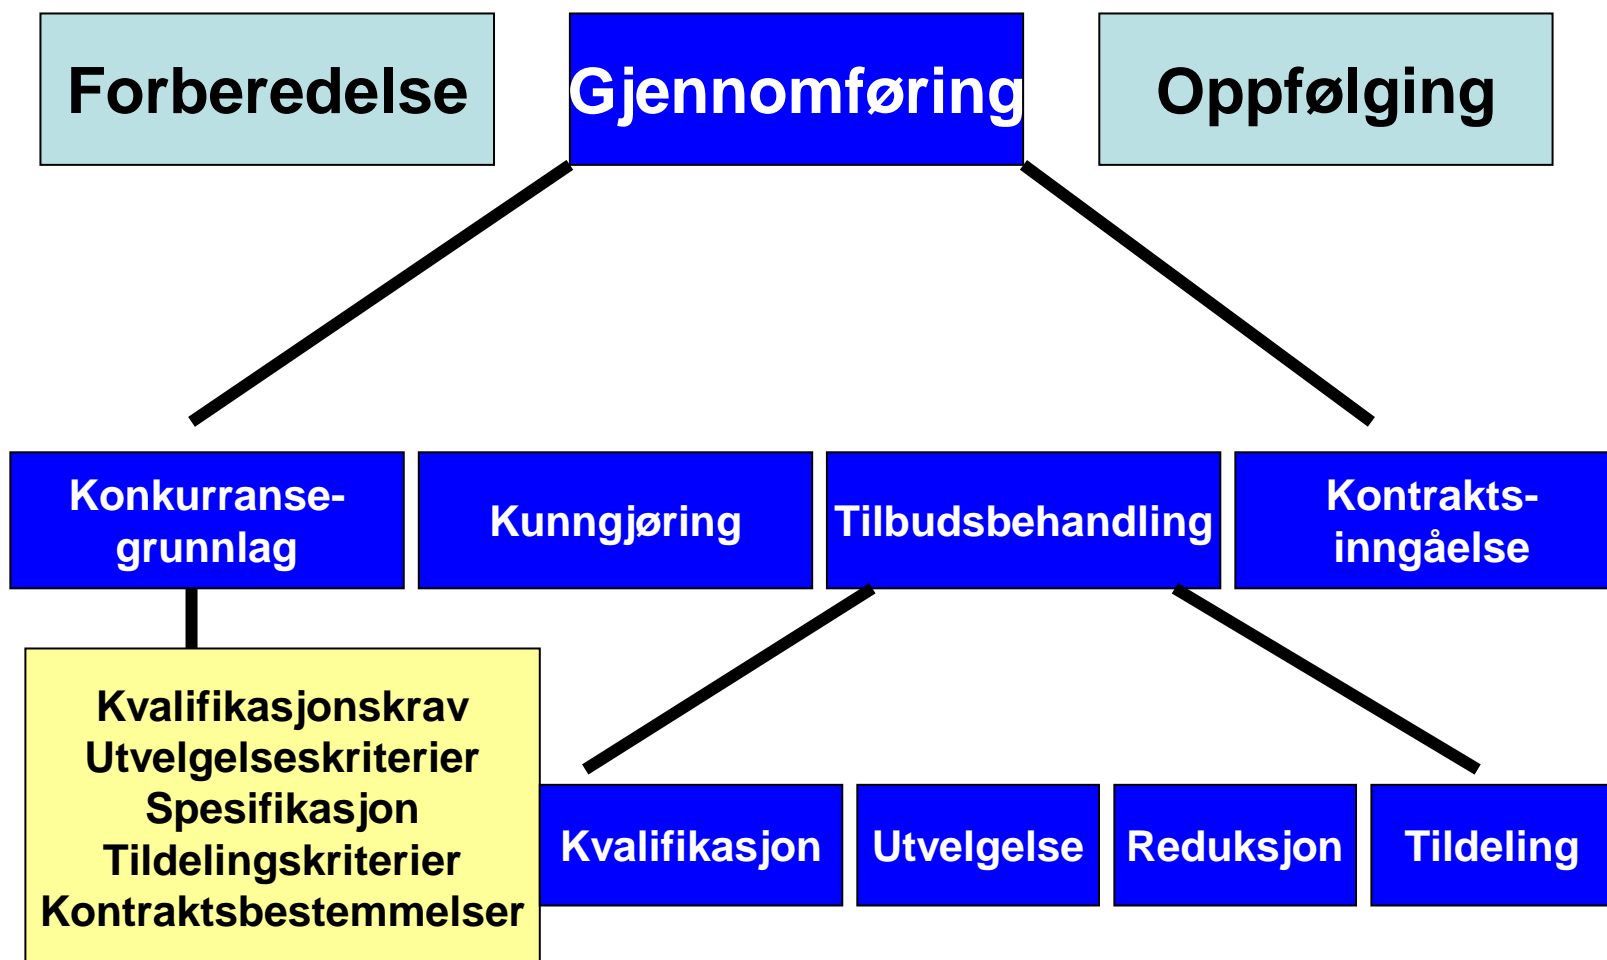 Forberedelse
Gjennomføring
Oppfølging
Konkurranse-
grunnlag
Kunngjøring
Tilbudsbehandling
Kontrakts-
inngåelse
Kvalifikasjonskrav
Utvelgelseskriterier
Spesifikasjon
Tildelingskriterier
Kontraktsbestemmelser
Kvalifikasjon
Utvelgelse
Reduksjon
Tildeling